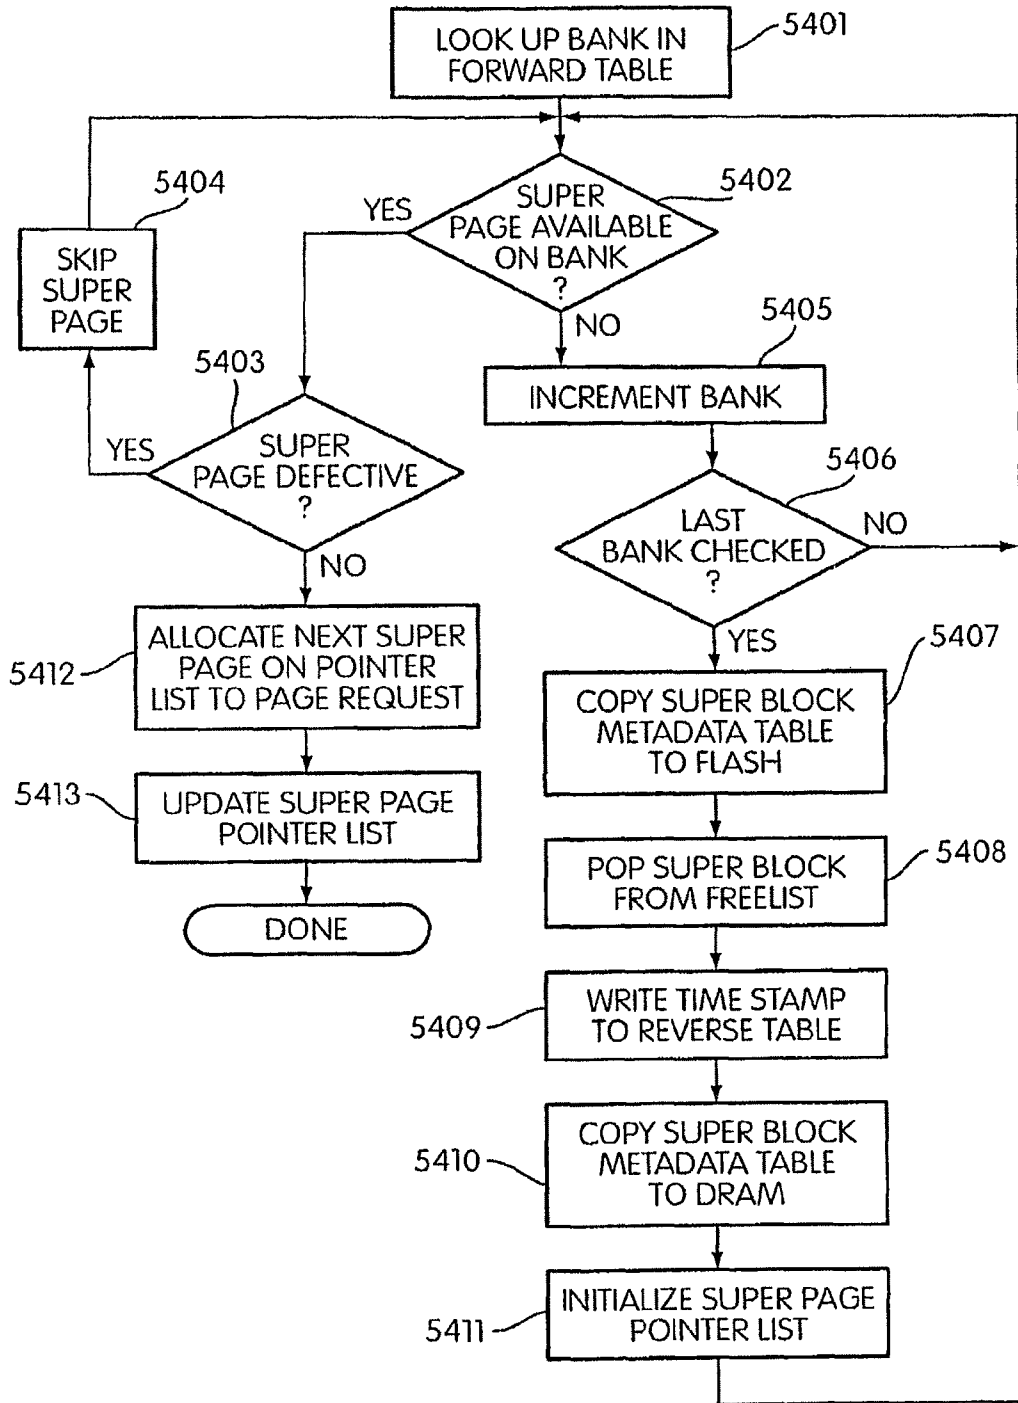 LOOK UP BANK IN
FORWARD TABLE
5401
5404
SKIP
SUPER
PAGE
YES
SUPER
PAGE AVAILABLE
ON BANK
?
5402
NO
5405
INCREMENT BANK
5403
YES
SUPER
PAGE DEFECTIVE
?
NO
5406
LAST
BANK CHECKED
?
NO
YES
5412
ALLOCATE NEXT SUPER
PAGE ON POINTER
LIST TO PAGE REQUEST
5407
COPY SUPER BLOCK
METADATA TABLE
TO FLASH
5413
UPDATE SUPER PAGE
POINTER LIST
DONE
5408
POP SUPER BLOCK
FROM FREELIST
5409
WRITE TIME STAMP
TO REVERSE TABLE
5410
COPY SUPER BLOCK
METADATA TABLE
TO DRAM
5411
INITIALIZE SUPER PAGE
POINTER LIST